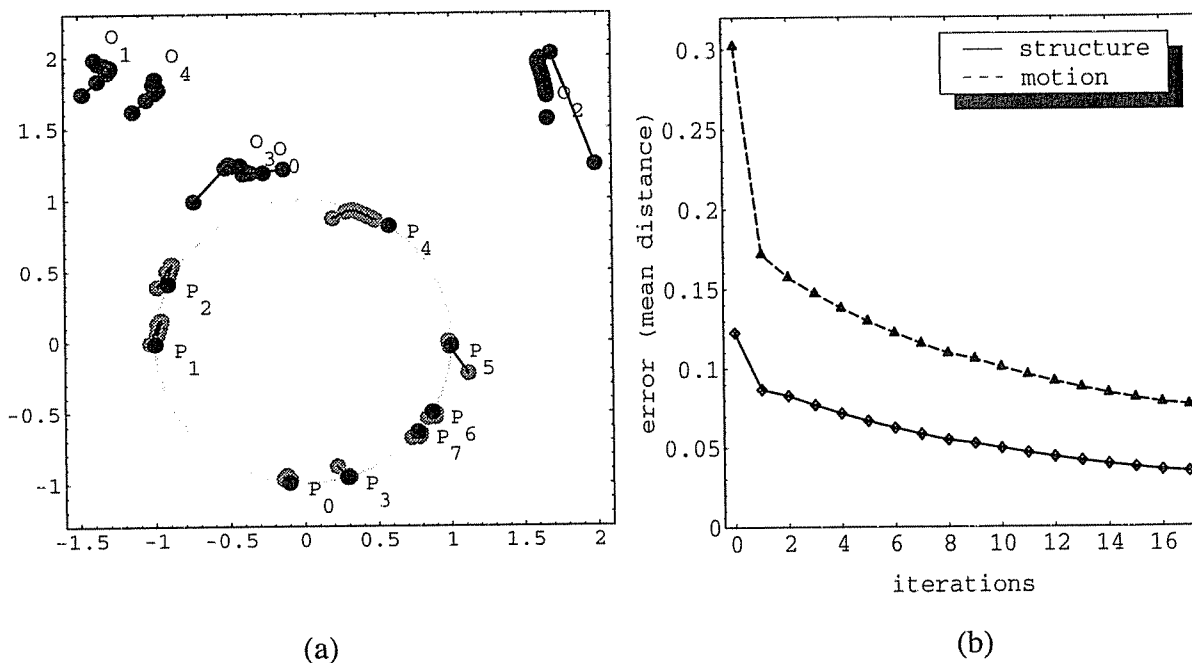 O 1
O 4
O 2
O 3 O 0
P 4
P 2
P 1
P 5
P 6
P 7
P 0
P 3
2
1.5
1
0.5
0
-0.5
-1
-1.5 -1 -0.5 0 0.5 1 1.5 2
(a)
structure
motion
error (mean distance)
0.3
0.25
0.2
0.15
0.1
0.05
0
0 2 4 6 8 10 12 14 16
iterations
(b)